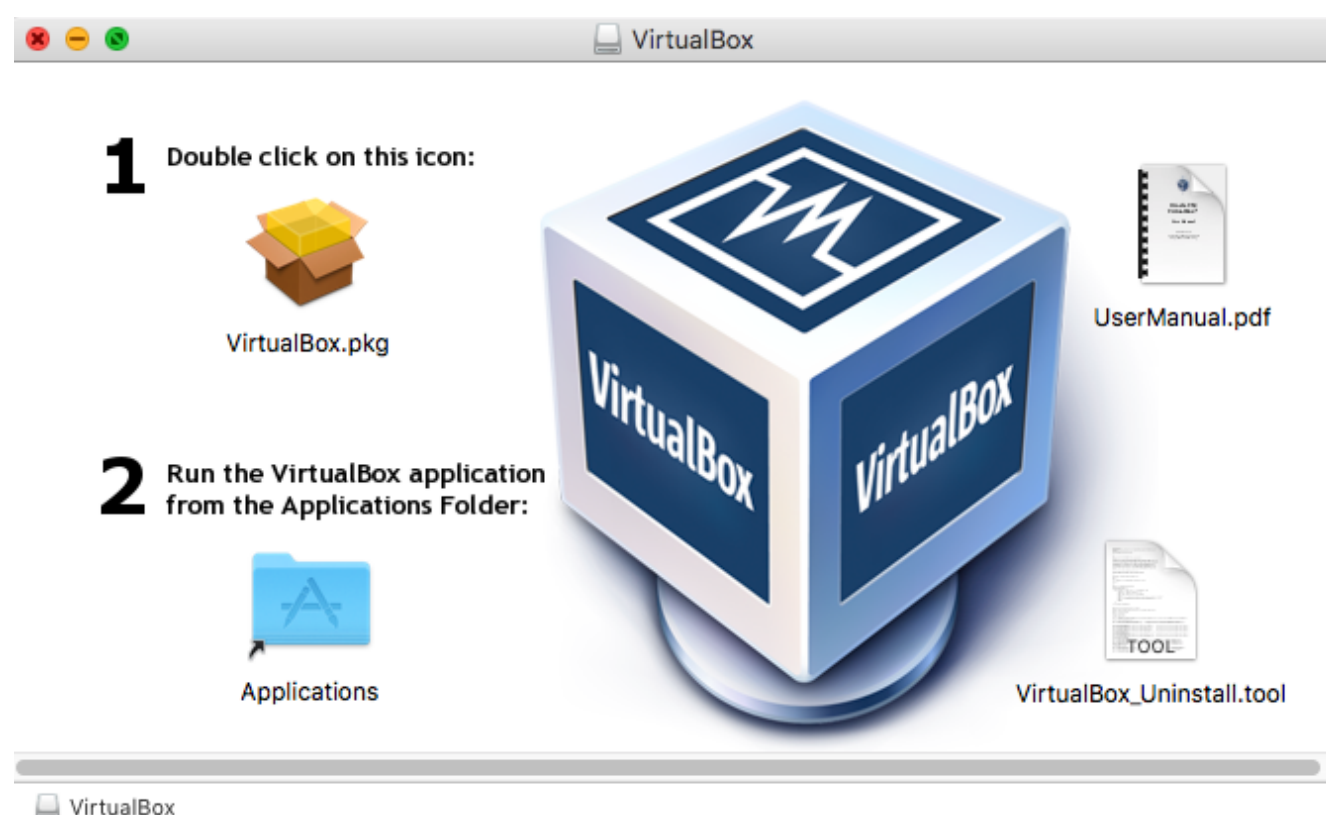 VirtualBox
1 Double click on this icon:
VirtualBox.pkg
2 Run the VirtualBox application
from the Applications Folder:
Applications
VirtualBox
VirtualBox
UserManual.pdf
TOOL
VirtualBox_Uninstall.tool
VirtualBox